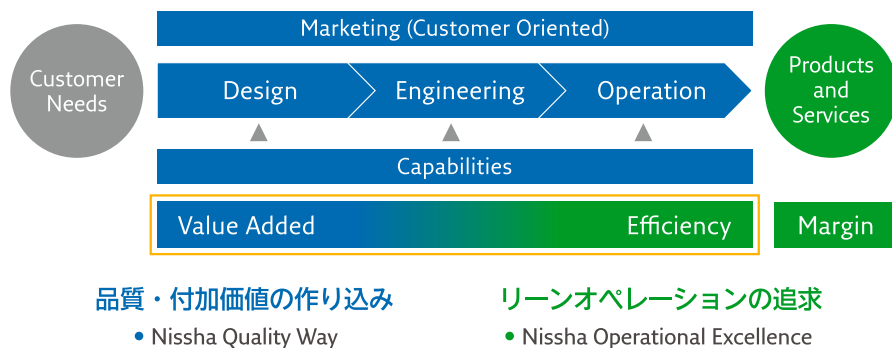 Marketing (Customer Oriented)
Customer
Needs
Design
Engineering
Operation
Products
and
Services
Capabilities
Value Added
Efficiency
Margin
品質・付加価値の作り込み
• Nissha Quality Way
リーンオペレーションの追求
• Nissha Operational Excellence